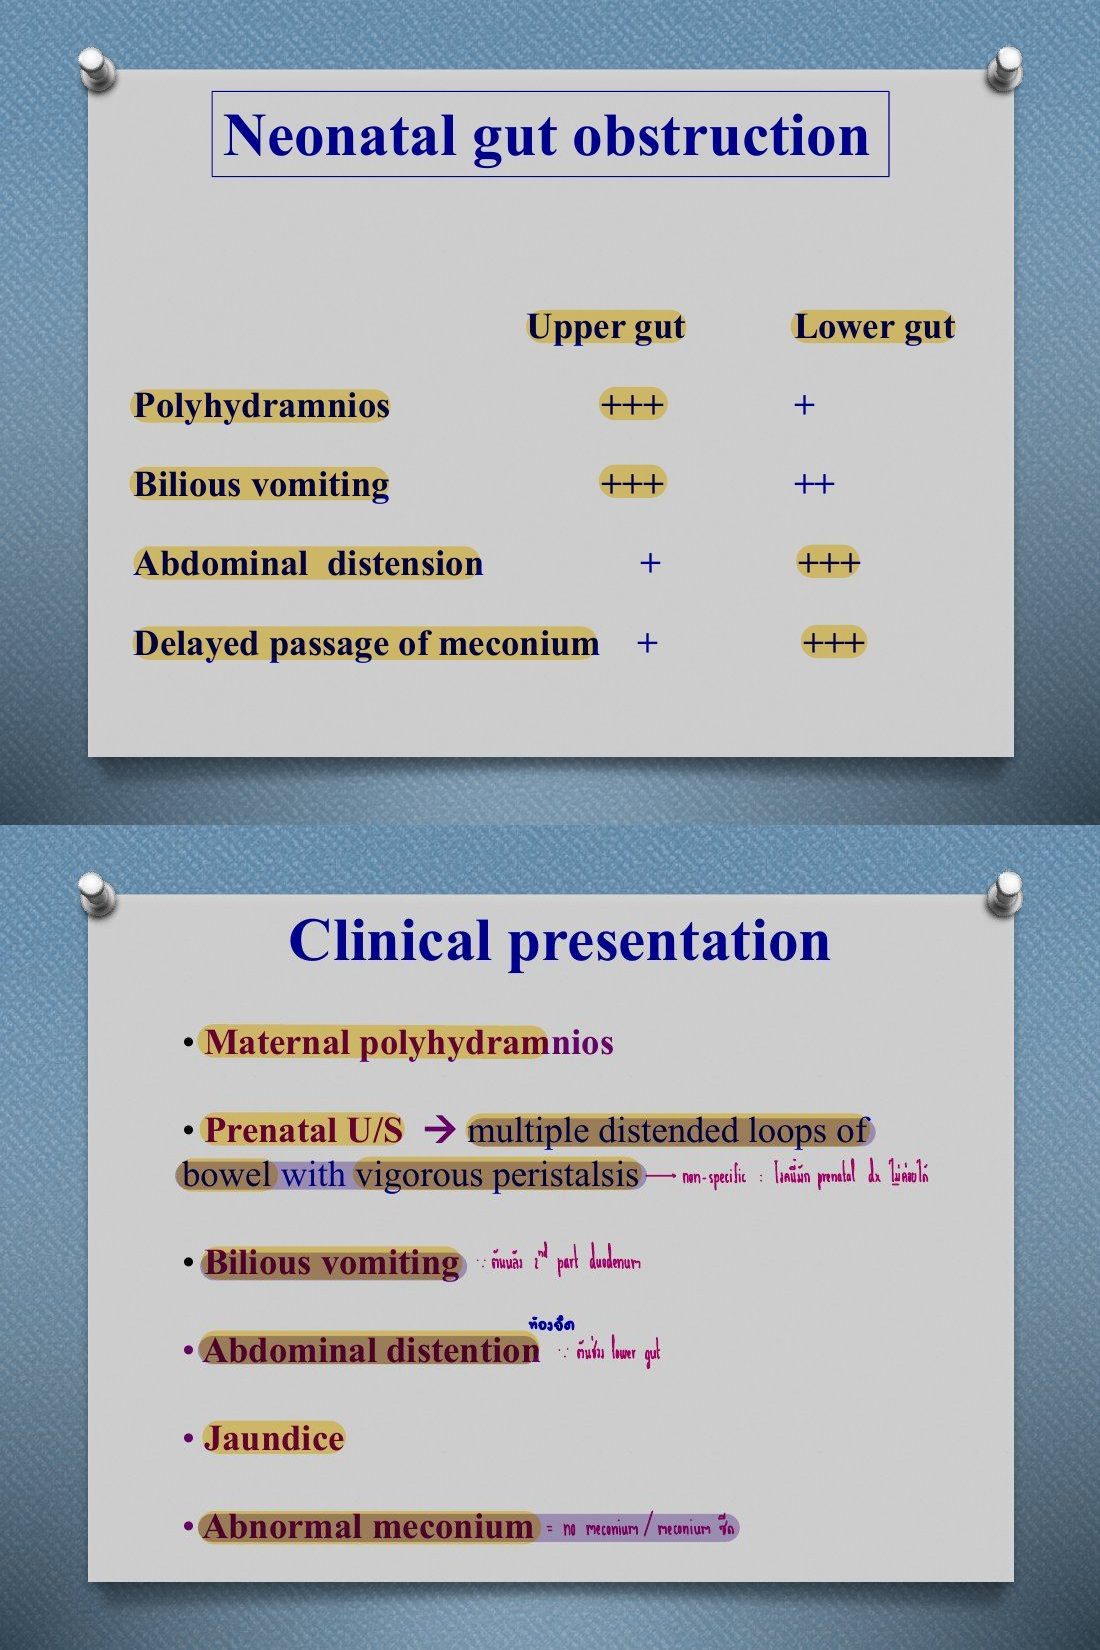 Neonatal gut obstruction
Upper gut Lower gut
Polyhydramnios +++ +
Bilious vomiting +++ ++
Abdominal distension + +++
Delayed passage of meconium + +++
Clinical presentation
• Maternal polyhydramnios
• Prenatal U/S → multiple distended loops of
bowel with vigorous peristalsis → non-specific : โรคนี้มัก prenatal dx ไม่ค่อยได้
• Bilious vomiting ∵ ตันหลัง 2nd part duodenum
ท้องอืด
• Abdominal distention ∵ ตันช่วง lower gut
• Jaundice
• Abnormal meconium = no meconium / meconium ซีด